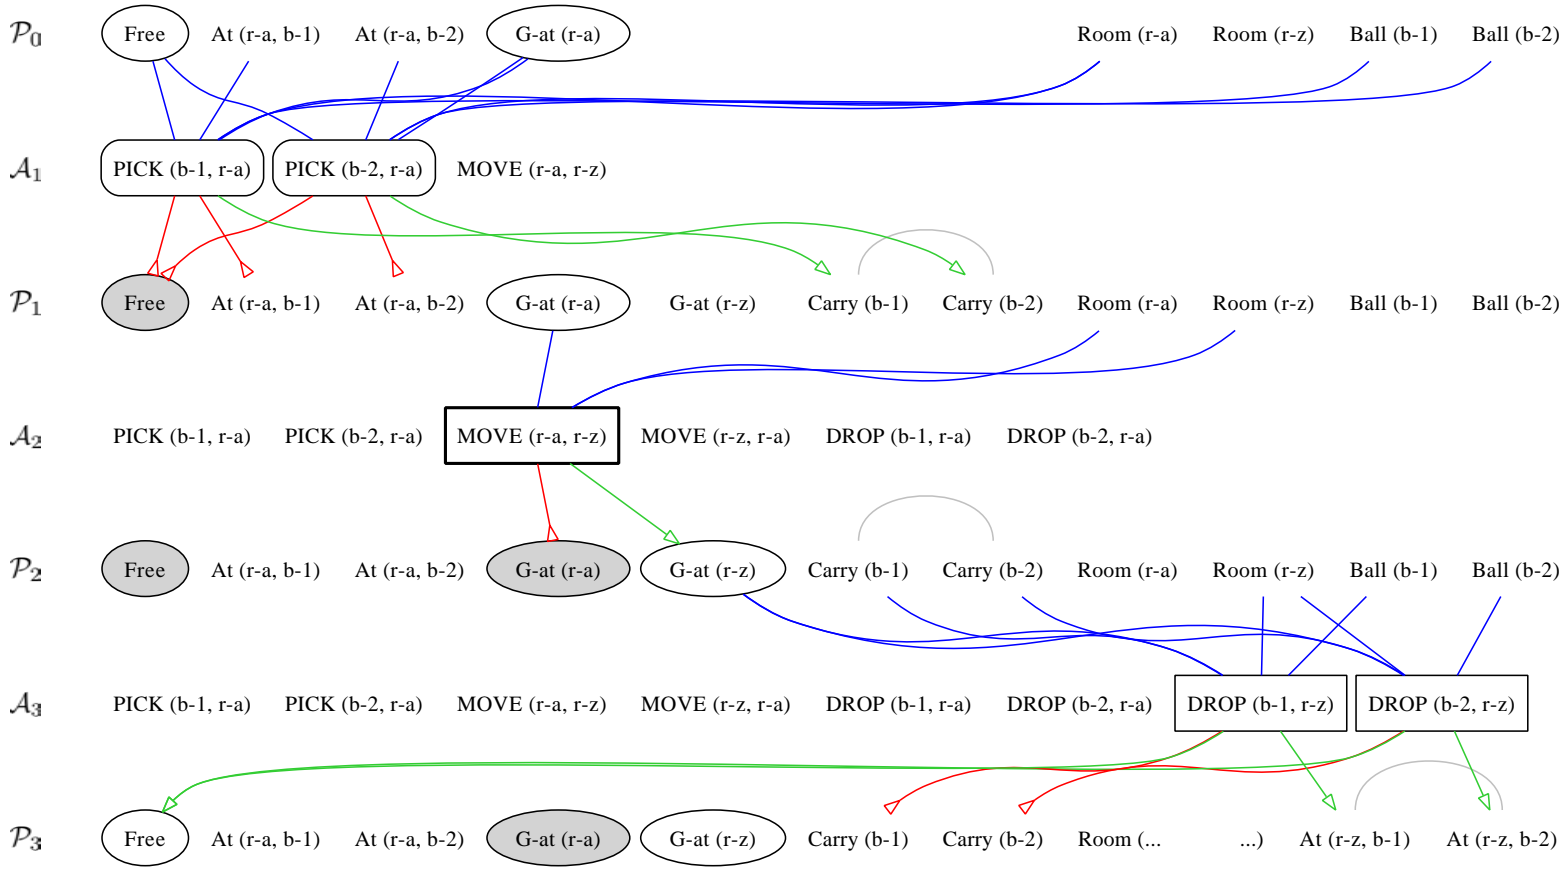 𝒫₀ Free At (r-a, b-1) At (r-a, b-2) G-at (r-a) Room (r-a) Room (r-z) Ball (b-1) Ball (b-2)
𝒜₁ PICK (b-1, r-a) PICK (b-2, r-a) MOVE (r-a, r-z)
𝒫₁ Free At (r-a, b-1) At (r-a, b-2) G-at (r-a) G-at (r-z) Carry (b-1) Carry (b-2) Room (r-a) Room (r-z) Ball (b-1) Ball (b-2)
𝒜₂ PICK (b-1, r-a) PICK (b-2, r-a) MOVE (r-a, r-z) MOVE (r-z, r-a) DROP (b-1, r-a) DROP (b-2, r-a)
𝒫₂ Free At (r-a, b-1) At (r-a, b-2) G-at (r-a) G-at (r-z) Carry (b-1) Carry (b-2) Room (r-a) Room (r-z) Ball (b-1) Ball (b-2)
𝒜₃ PICK (b-1, r-a) PICK (b-2, r-a) MOVE (r-a, r-z) MOVE (r-z, r-a) DROP (b-1, r-a) DROP (b-2, r-a) DROP (b-1, r-z) DROP (b-2, r-z)
𝒫₃ Free At (r-a, b-1) At (r-a, b-2) G-at (r-a) G-at (r-z) Carry (b-1) Carry (b-2) Room (... ...) At (r-z, b-1) At (r-z, b-2)